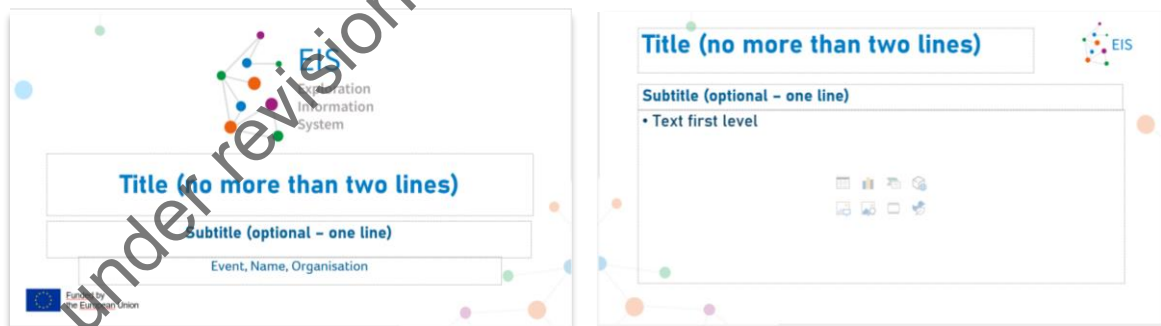 EIS
Exploration
Information
System
Title (no more than two lines)
Subtitle (optional – one line)
Event, Name, Organisation
Funded by
the European Union
under revision
Title (no more than two lines)
EIS
Subtitle (optional – one line)
• Text first level